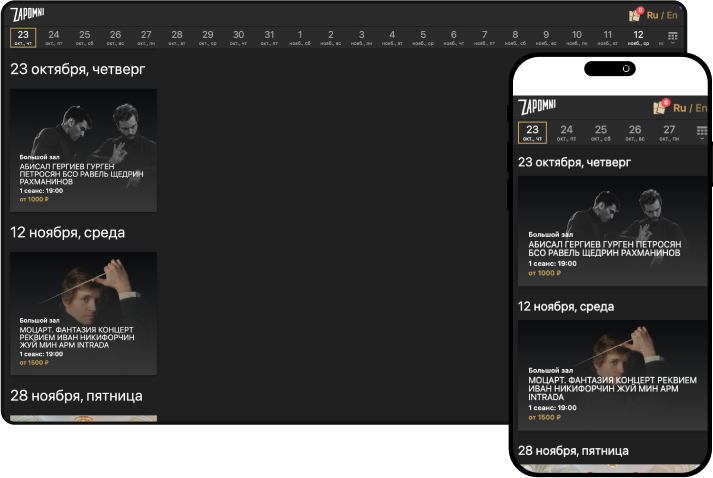 ZAPOMNI
0
Ru / En
23 24 25 26 27 28 29 30 31 1 2 3 4 5 6 7 8 9 10 11 12
окт., чт окт., пт окт., сб окт., вс окт., пн окт., вт окт., ср окт., чт окт., пт нояб., сб нояб., вс нояб., пн нояб., вт нояб., ср нояб., чт нояб., пт нояб., сб нояб., вс нояб., пн нояб., вт нояб., ср
23 октября, четверг
Большой зал
АБИСАЛ ГЕРГИЕВ ГУРГЕН
ПЕТРОСЯН БСО РАВЕЛЬ ЩЕДРИН
РАХМАНИНОВ
1 сеанс: 19:00
от 1000 ₽
12 ноября, среда
Большой зал
МОЦАРТ. ФАНТАЗИЯ КОНЦЕРТ
РЕКВИЕМ ИВАН НИКИФОРЧИН
ЖУЙ МИН АРМ INTRADA
1 сеанс: 19:00
от 1500 ₽
28 ноября, пятница
ZAPOMNI
0
Ru / En
23 24 25 26 27
окт., чт окт., пт окт., сб окт., вс окт., пн
23 октября, четверг
Большой зал
АБИСАЛ ГЕРГИЕВ ГУРГЕН ПЕТРОСЯН
БСО РАВЕЛЬ ЩЕДРИН РАХМАНИНОВ
1 сеанс: 19:00
от 1000 ₽
12 ноября, среда
Большой зал
МОЦАРТ. ФАНТАЗИЯ КОНЦЕРТ РЕКВИЕМ
ИВАН НИКИФОРЧИН ЖУЙ МИН АРМ
INTRADA
1 сеанс: 19:00
от 1500 ₽
28 ноября, пятница